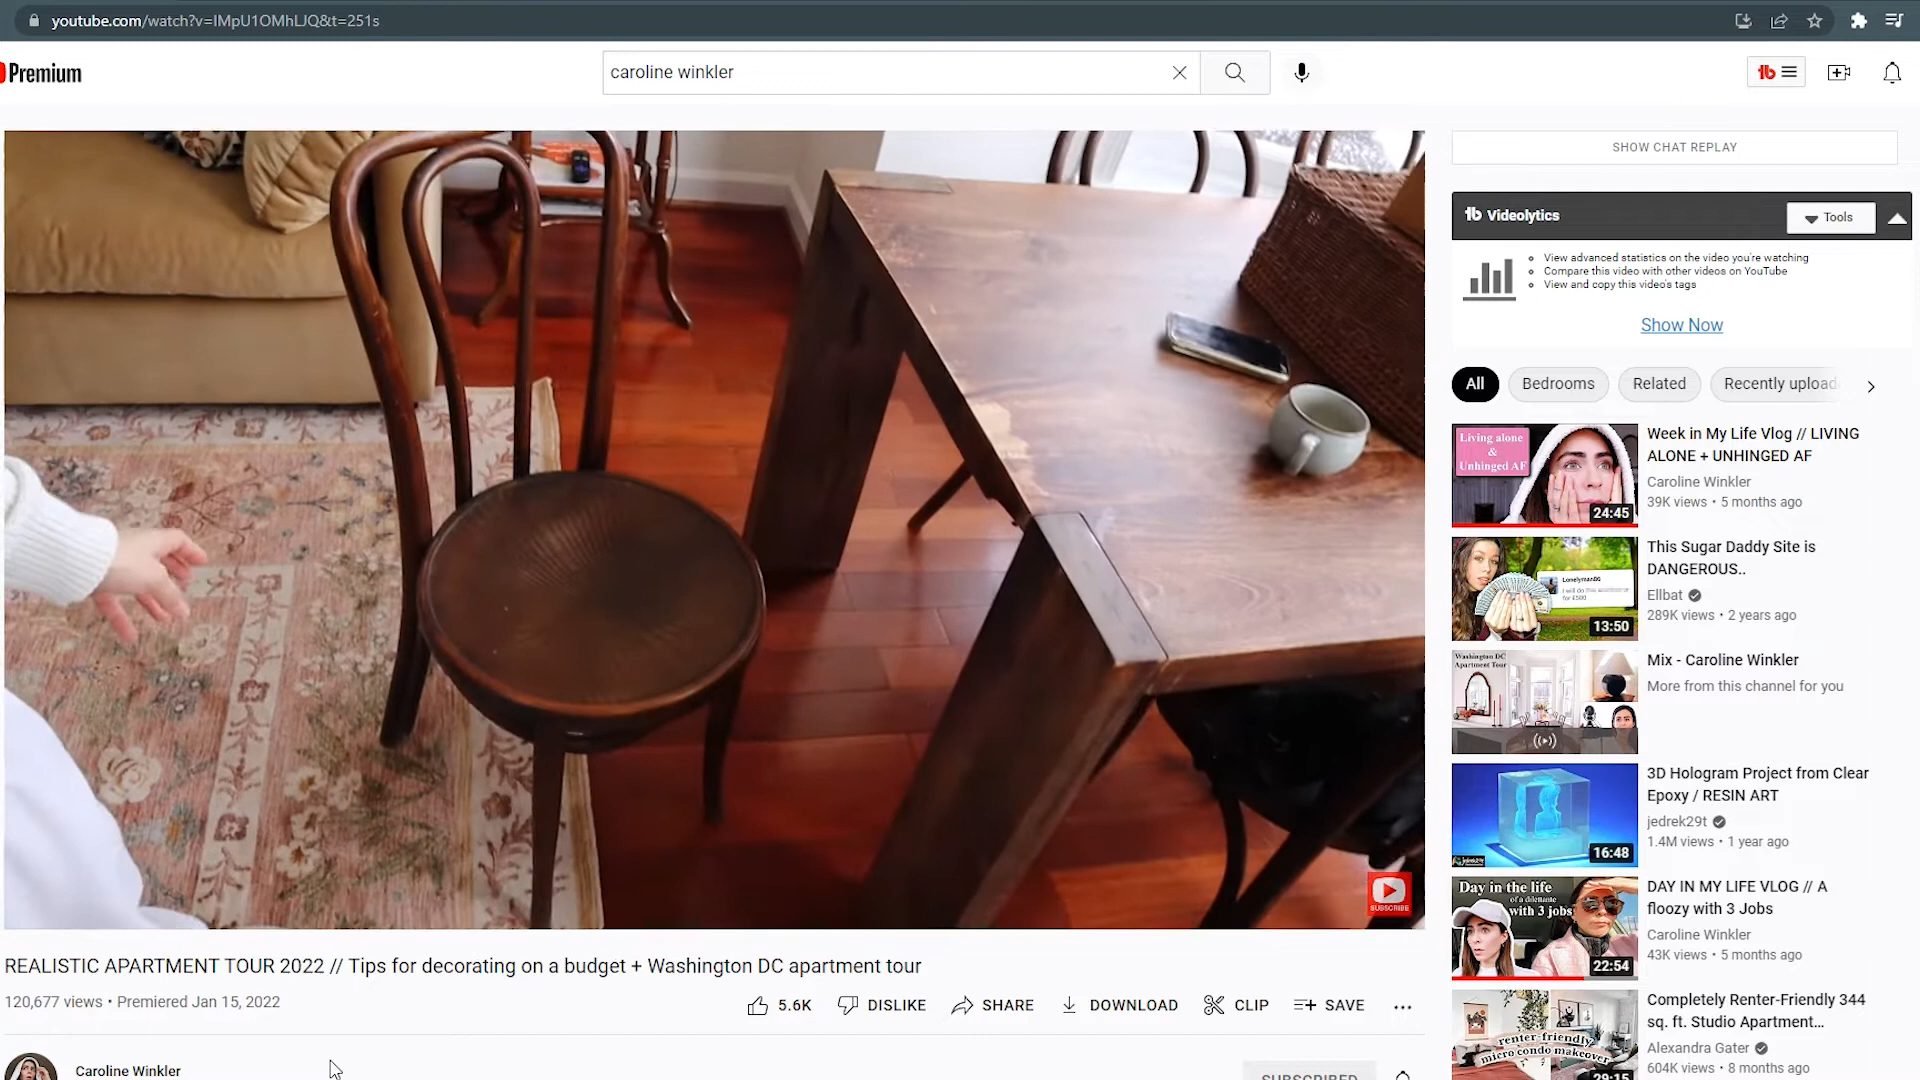 youtube.com/watch?v=IMpU1OMhLJQ&t=251s
Premium
caroline winkler
SHOW CHAT REPLAY
Videolytics
Tools
View advanced statistics on the video you're watching
Compare this video with other videos on YouTube
View and copy this video's tags
Show Now
All
Bedrooms
Related
Recently upload
Living alone
&
Unhinged AF
24:45
Week in My Life Vlog // LIVING
ALONE + UNHINGED AF
Caroline Winkler
39K views • 5 months ago
Lonelyman86
13:50
This Sugar Daddy Site is
DANGEROUS..
Ellbat
289K views • 2 years ago
Washington DC
Apartment Tour
Mix - Caroline Winkler
More from this channel for you
jedrek29t
16:48
3D Hologram Project from Clear
Epoxy / RESIN ART
jedrek29t
1.4M views • 1 year ago
Day in the life
of a dilettante
with 3 jobs
22:54
DAY IN MY LIFE VLOG // A
floozy with 3 Jobs
Caroline Winkler
43K views • 5 months ago
renter-friendly
micro condo makeover
29:15
Completely Renter-Friendly 344
sq. ft. Studio Apartment...
Alexandra Gater
604K views • 8 months ago
SUBSCRIBE
REALISTIC APARTMENT TOUR 2022 // Tips for decorating on a budget + Washington DC apartment tour
120,677 views • Premiered Jan 15, 2022
5.6K
DISLIKE
SHARE
DOWNLOAD
CLIP
SAVE
Caroline Winkler
SUBSCRIBED